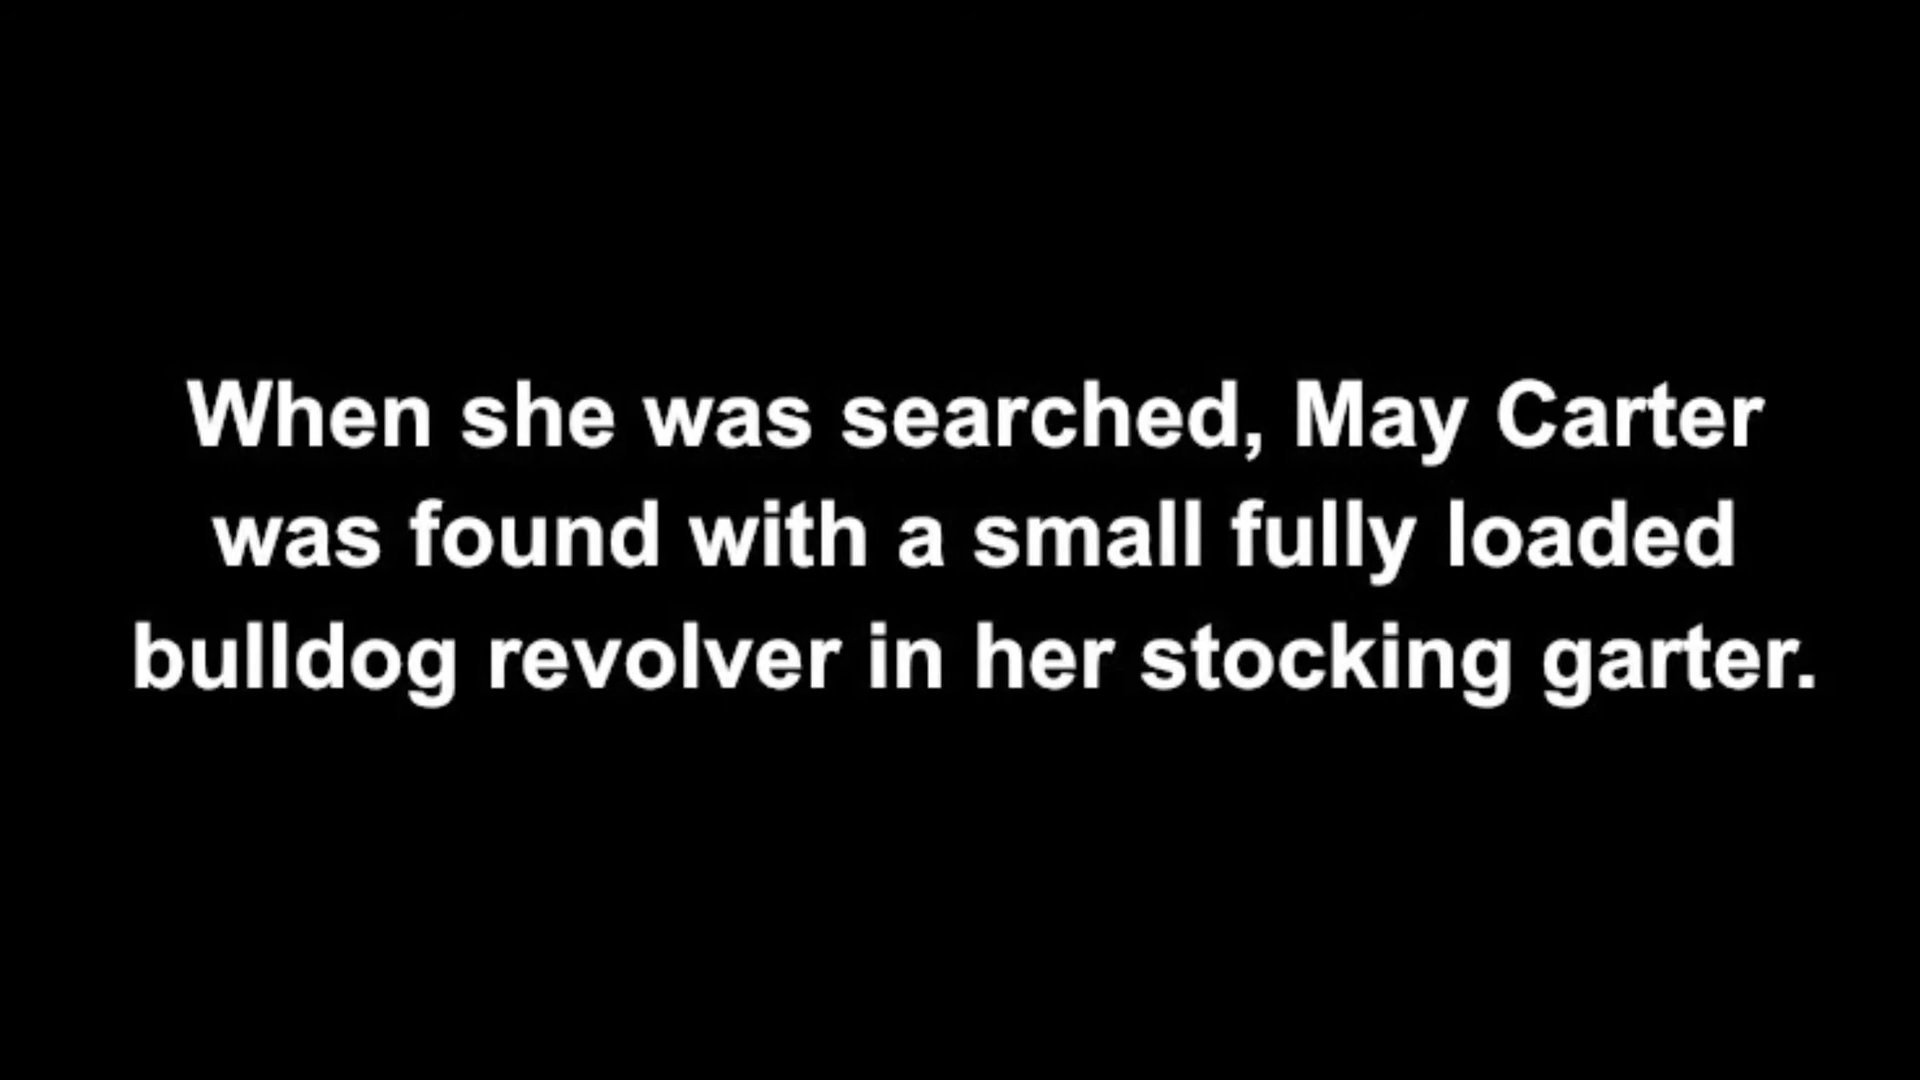 When she was searched, May Carter
was found with a small fully loaded
bulldog revolver in her stocking garter.